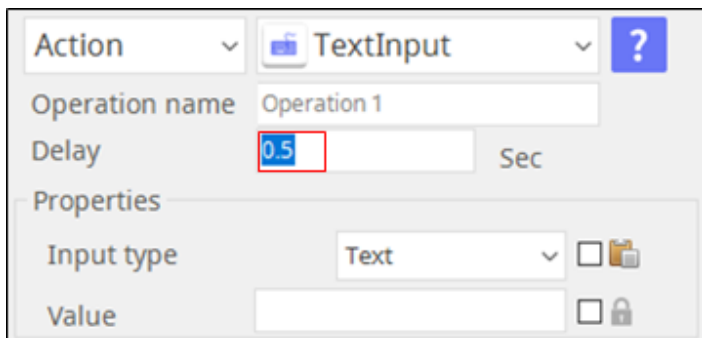 Action TextInput ?
Operation name Operation 1
Delay 0.5 Sec
Properties
Input type Text
Value